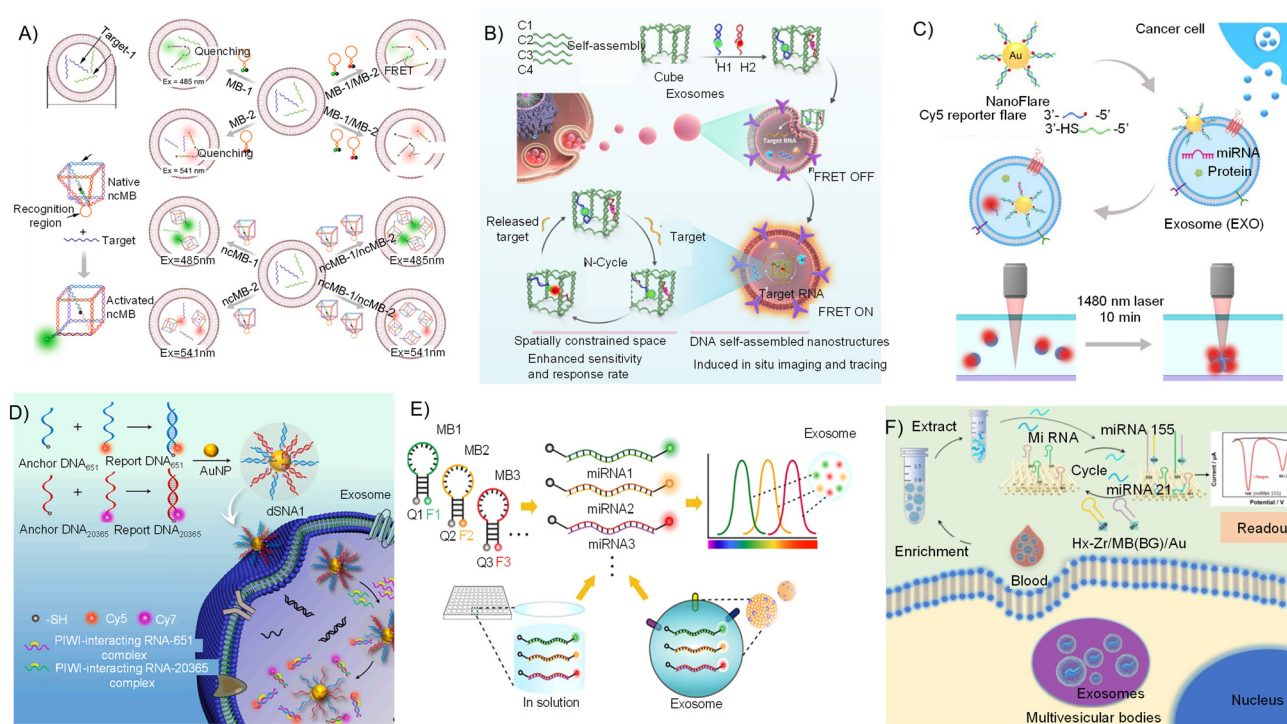 A)
Target-1
Quenching
Ex = 485 nm
MB-1
MB-1/MB-2
FRET
MB-2
MB-1/MB-2
Quenching
Ex = 541 nm
Native
ncMB
Recognition
region
+
Target
Activated
ncMB
Ex=485nm
ncMB-1
ncMB-1/ncMB-2
Ex=485nm
ncMB-2
ncMB-1/ncMB-2
Ex=541nm
Ex=541nm
B)
C1
C2
C3
C4
Self-assembly
Cube
H1
H2
Exosomes
Target RNA
FRET OFF
Released
target
Target
N-Cycle
Target RNA
FRET ON
Spatially constrained space
Enhanced sensitivity
and response rate
DNA self-assembled nanostructures
Induced in situ imaging and tracing
C)
Au
NanoFlare
Cy5 reporter flare
3'-
-5'
3'-HS
-5'
Cancer cell
miRNA
Protein
Exosome (EXO)
1480 nm laser
10 min
D)
+
Anchor DNA651
Report DNA651
AuNP
+
Anchor DNA20365
Report DNA20365
dSNA1
Exosome
-SH
Cy5
Cy7
PIWI-interacting RNA-651
complex
PIWI-interacting RNA-20365
complex
E)
MB1
MB2
MB3
Q1 F1
Q2 F2
Q3 F3
...
miRNA1
miRNA2
miRNA3
Exosome
In solution
Exosome
F)
Extract
Enrichment
Mi RNA
Cycle
miRNA 155
miRNA 21
Hx-Zr/MB(BG)/Au
Blood
Current / μA
Potential / V
Readou
Exosomes
Multivesicular bodies
Nucleus